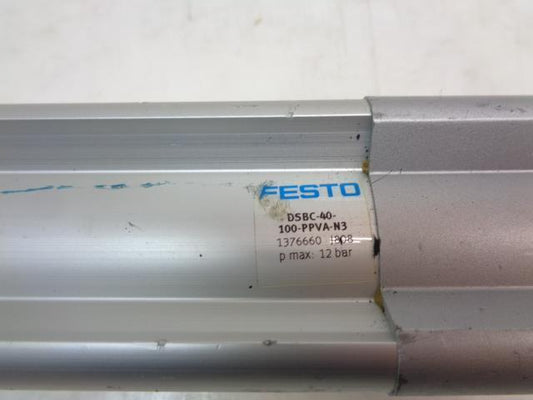 FESTO
DSBC-40-
100-PPVA-N3
1376660
p max: 12 bar